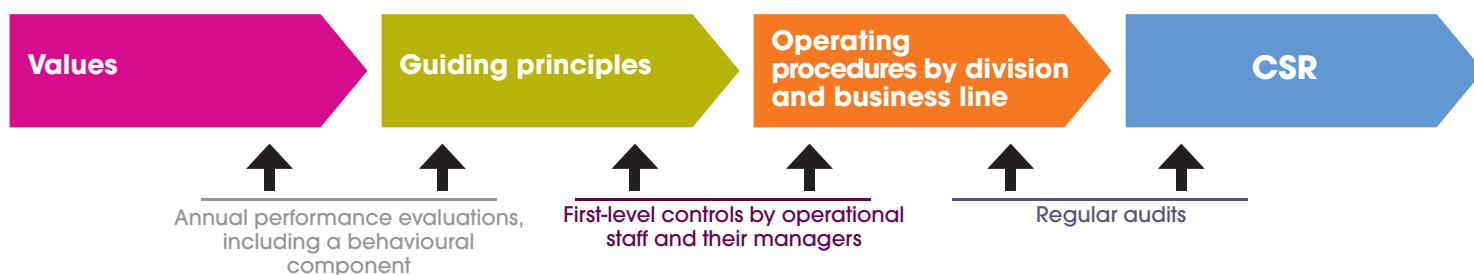 Values
Guiding principles
Operating
procedures by division
and business line
CSR
Annual performance evaluations,
including a behavioural
component
First-level controls by operational
staff and their managers
Regular audits